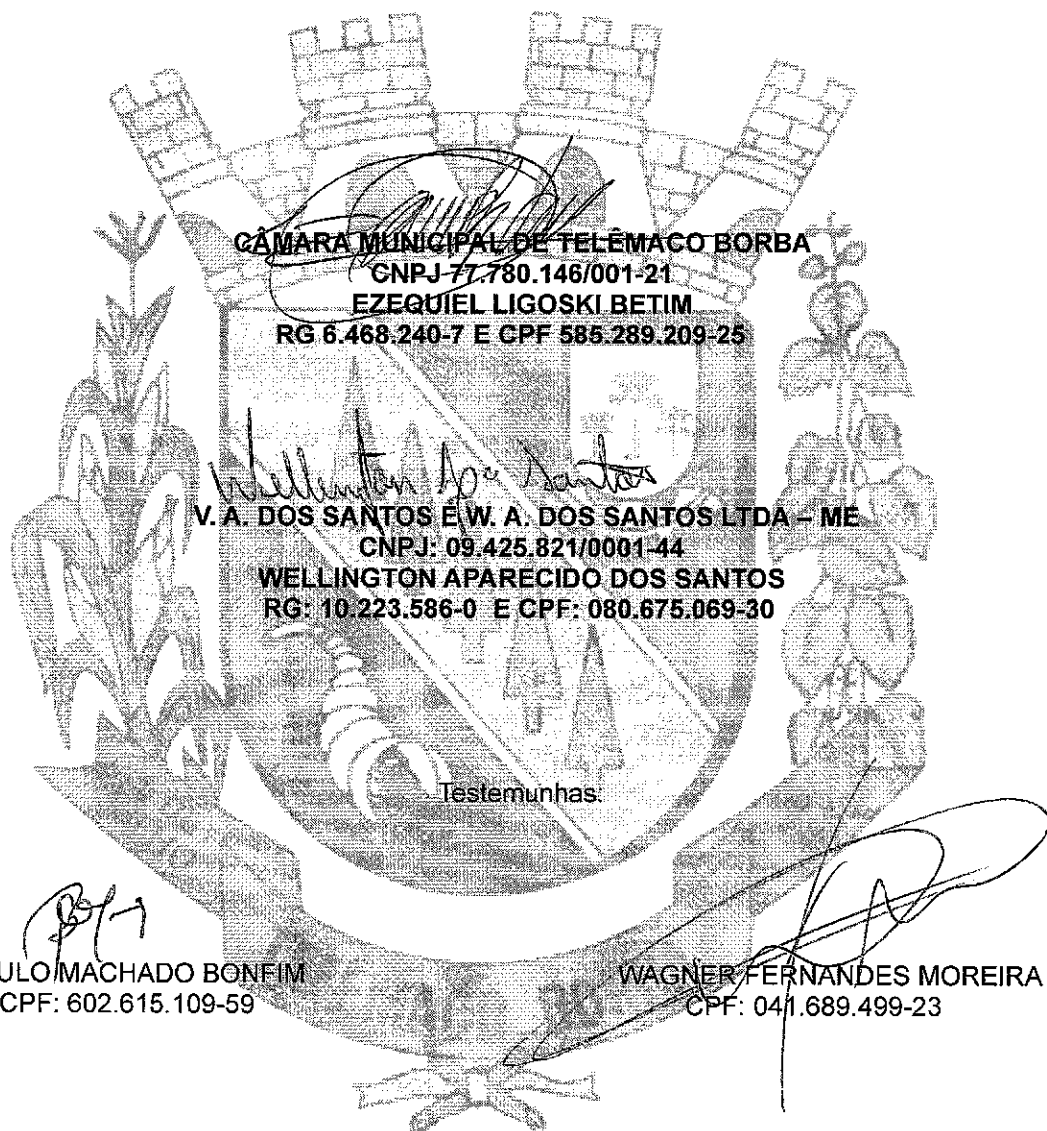 CÂMARA MUNICIPAL DE TELÊMACO BORBA
CNPJ 77.780.146/001-21
EZEQUIEL LIGOSKI BETIM
RG 6.468.240-7 E CPF 585.289.209-25
Wellington Apº Santos
V. A. DOS SANTOS E W. A. DOS SANTOS LTDA – ME
CNPJ: 09.425.821/0001-44
WELLINGTON APARECIDO DOS SANTOS
RG: 10.223.586-0 E CPF: 080.675.069-30
Testemunhas:
ULO MACHADO BONFIM
CPF: 602.615.109-59
WAGNER FERNANDES MOREIRA
CPF: 041.689.499-23